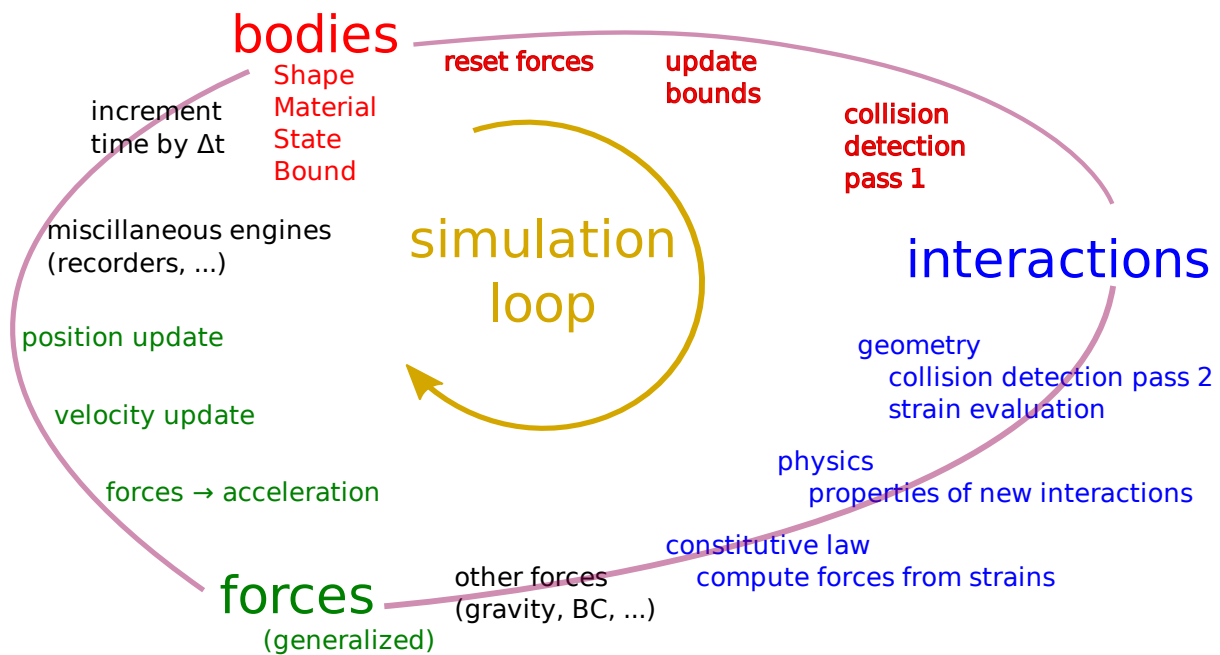 bodies
Shape
Material
State
Bound
reset forces
update
bounds
collision
detection
pass 1
interactions
geometry
collision detection pass 2
strain evaluation
physics
properties of new interactions
constitutive law
compute forces from strains
other forces
(gravity, BC, ...)
forces
(generalized)
forces → acceleration
velocity update
position update
miscillaneous engines
(recorders, ...)
increment
time by Δt
simulation
loop